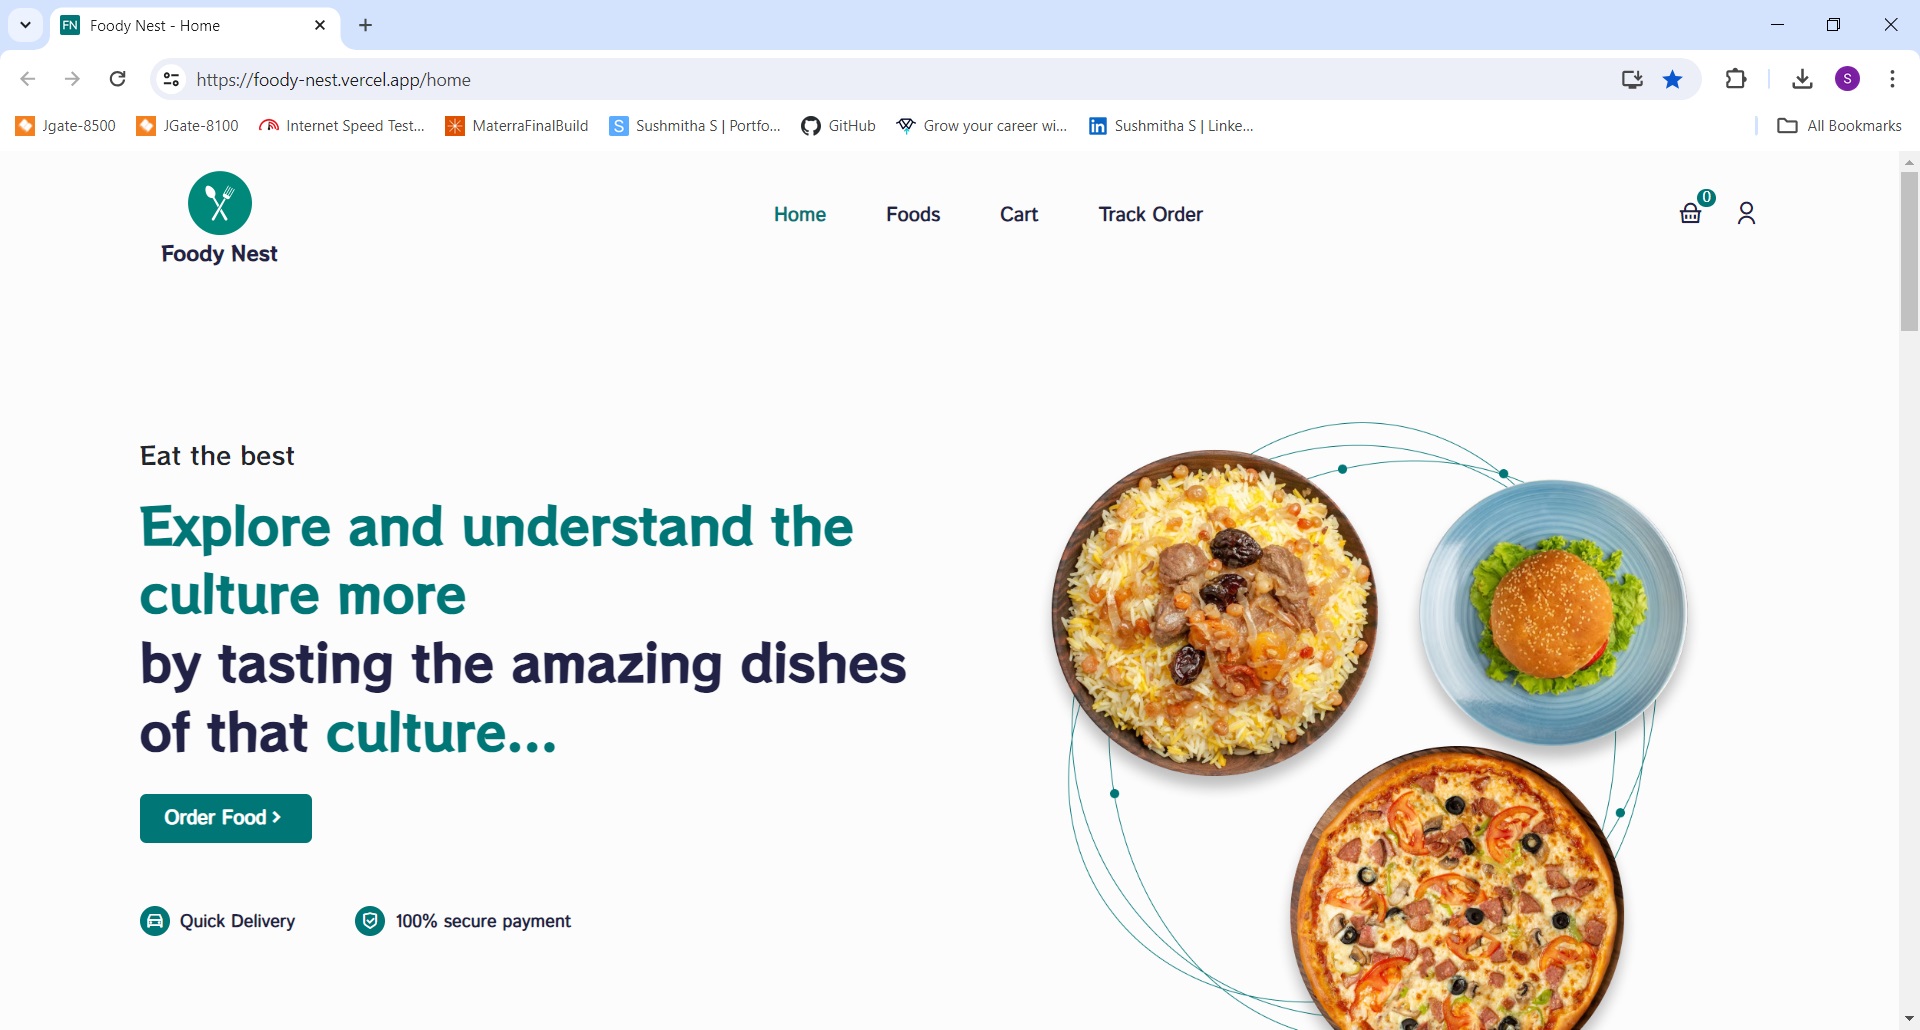 FN Foody Nest - Home
https://foody-nest.vercel.app/home
S
Jgate-8500 JGate-8100 Internet Speed Test... MaterraFinalBuild S Sushmitha S | Portfo... GitHub Grow your career wi... in Sushmitha S | Linke... All Bookmarks
Foody Nest
Home Foods Cart Track Order
0
Eat the best
Explore and understand the
culture more
by tasting the amazing dishes
of that culture...
Order Food >
Quick Delivery 100% secure payment